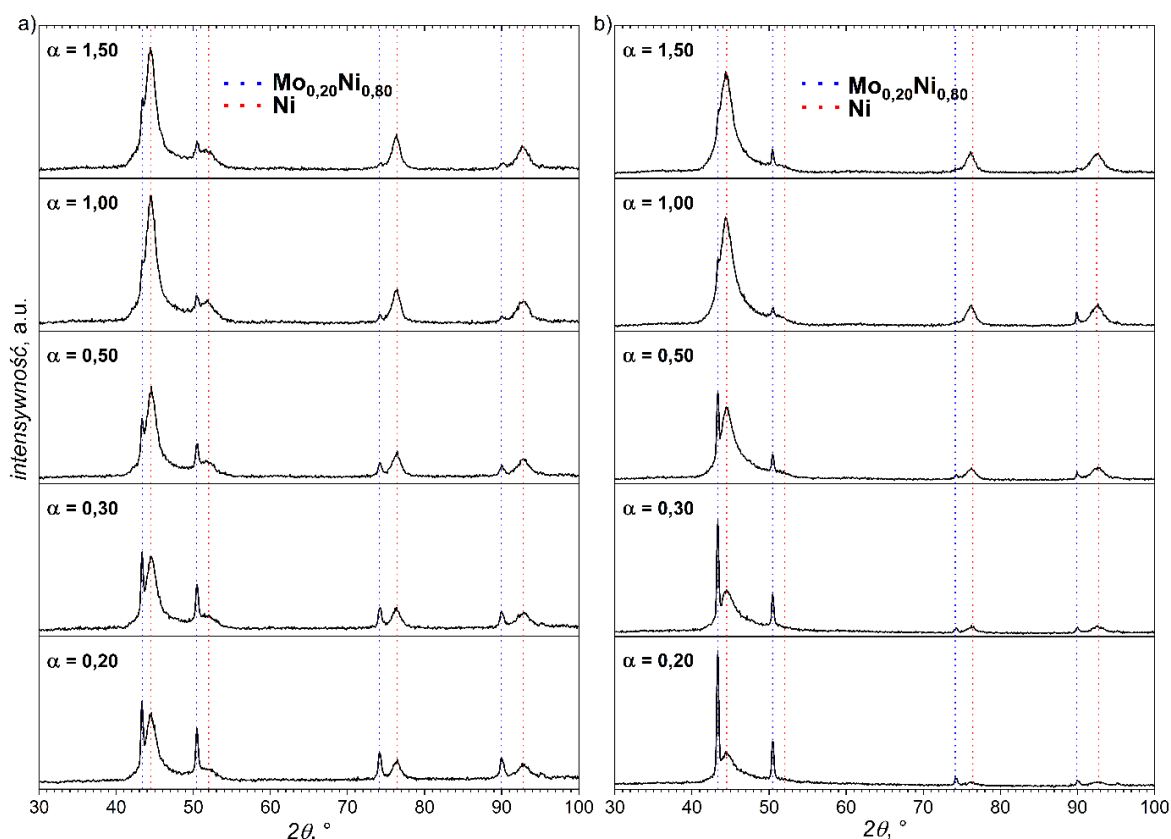 a)
α = 1,50
Mo0,20Ni0,80
Ni
α = 1,00
α = 0,50
α = 0,30
α = 0,20
intensywność, a.u.
30 40 50 60 70 80 90 100
2θ, °
b)
α = 1,50
Mo0,20Ni0,80
Ni
α = 1,00
α = 0,50
α = 0,30
α = 0,20
30 40 50 60 70 80 90 100
2θ, °